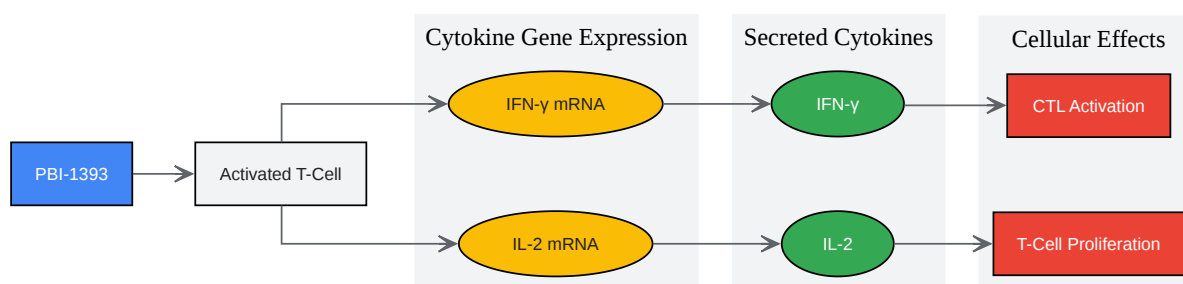 Cytokine Gene Expression
Secreted Cytokines
Cellular Effects
IFN-γ mRNA
IFN-γ
CTL Activation
PBI-1393
Activated T-Cell
IL-2 mRNA
IL-2
T-Cell Proliferation